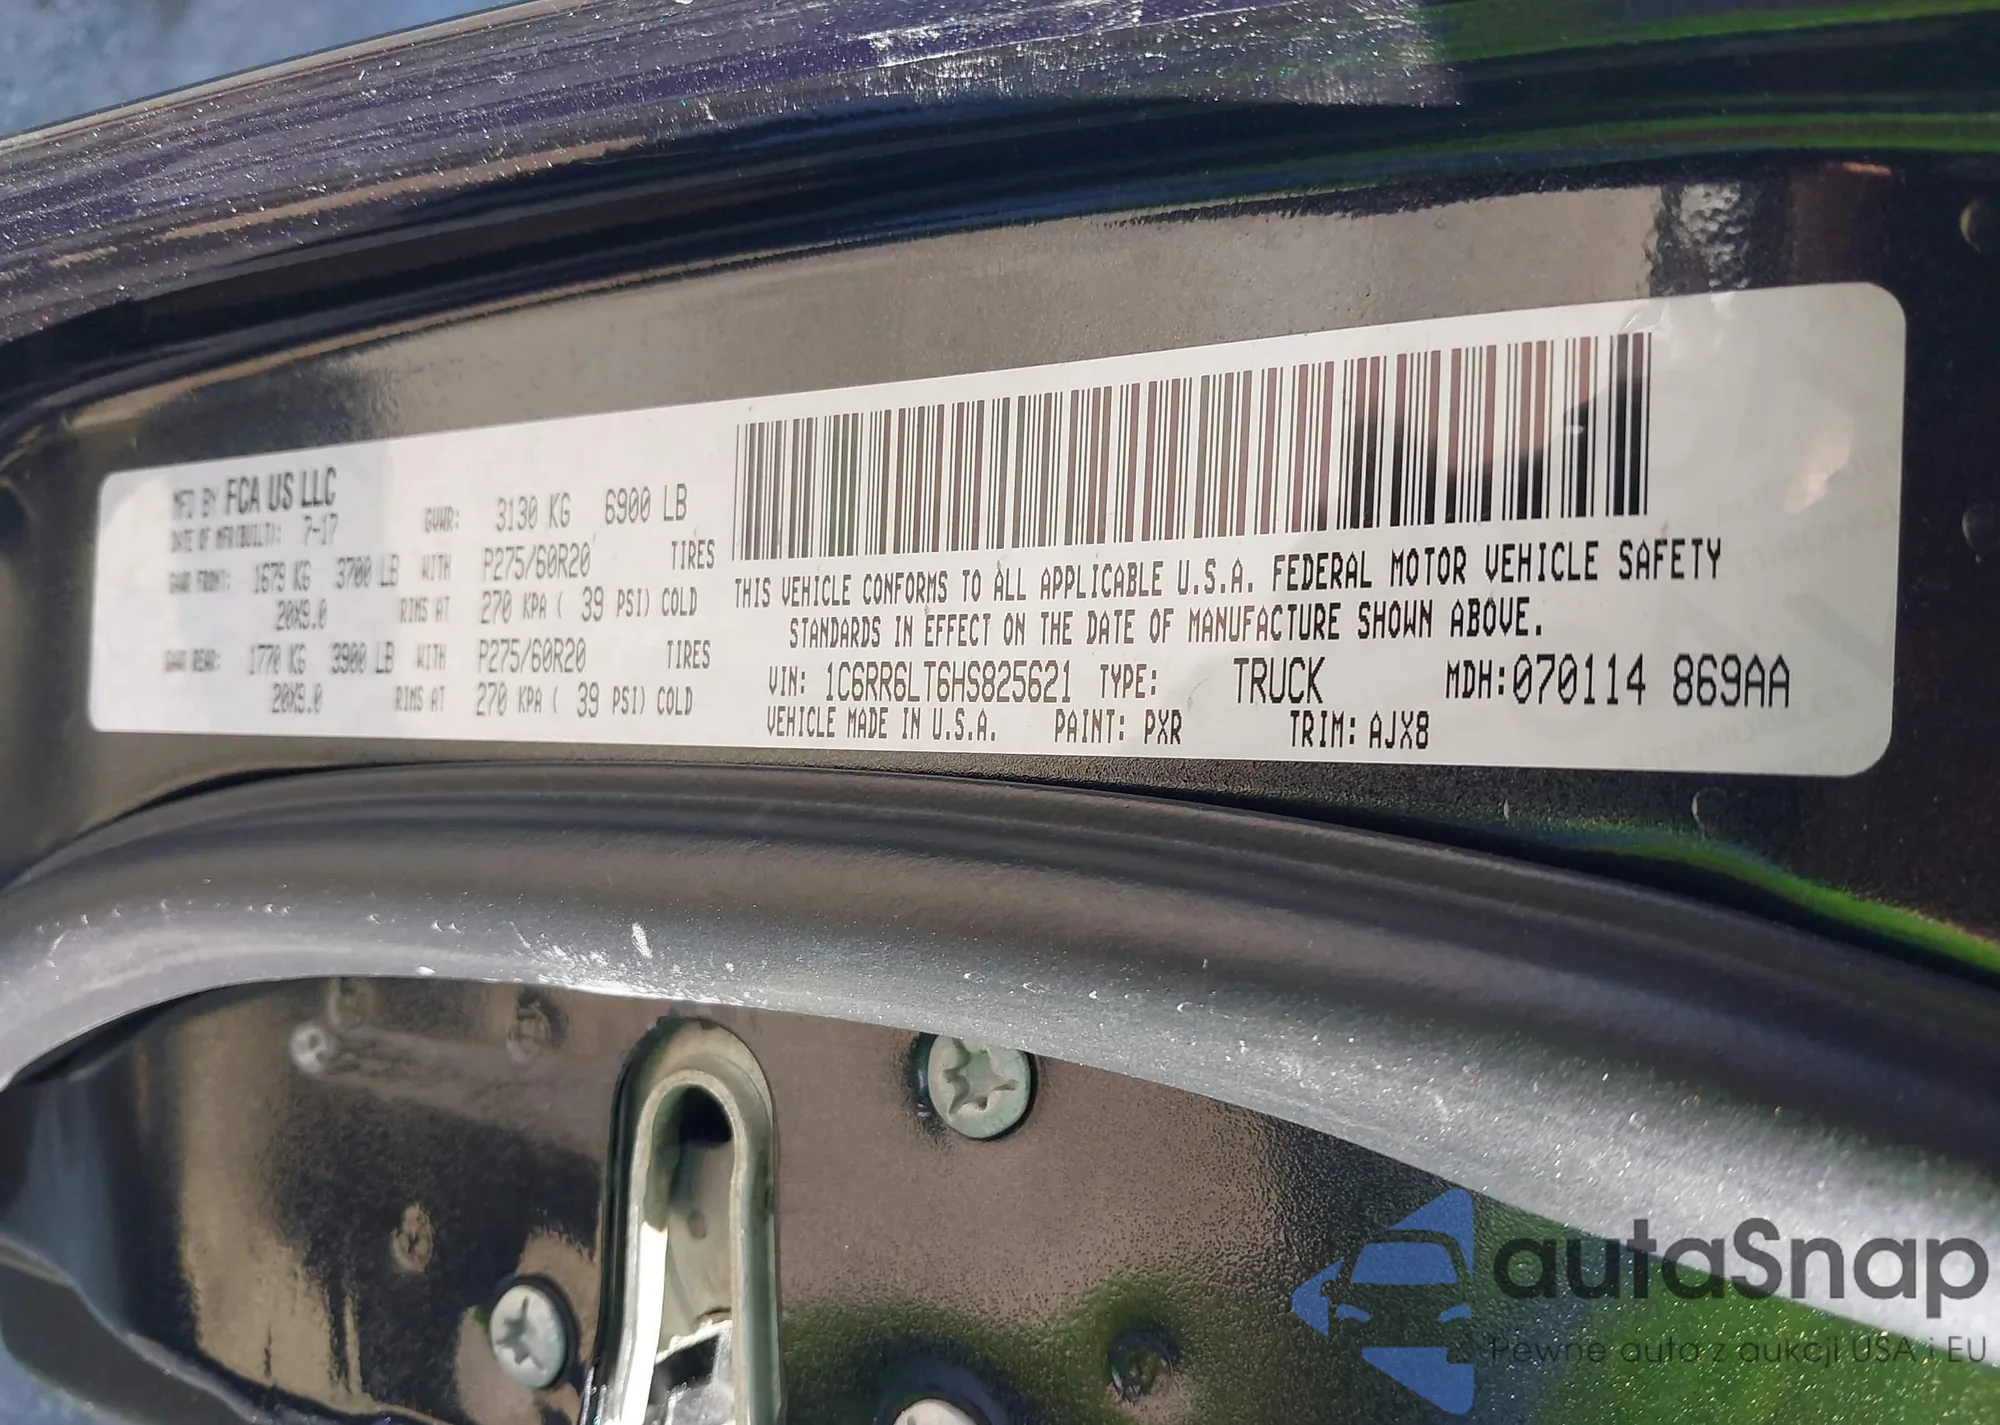 MFD BY FCA US LLC
DATE OF MFR(BUILT): 7-17 GVWR: 3130 KG 6900 LB
GAWR FRONT: 1679 KG 3700 LB WITH P275/60R20 TIRES
20X9.0 RIMS AT 270 KPA ( 39 PSI) COLD
GAWR REAR: 1770 KG 3900 LB WITH P275/60R20 TIRES
20X9.0 RIMS AT 270 KPA ( 39 PSI) COLD
THIS VEHICLE CONFORMS TO ALL APPLICABLE U.S.A. FEDERAL MOTOR VEHICLE SAFETY
STANDARDS IN EFFECT ON THE DATE OF MANUFACTURE SHOWN ABOVE.
VIN: 1C6RR6LT6HS825621 TYPE: TRUCK MDH:070114 869AA
VEHICLE MADE IN U.S.A. PAINT: PXR TRIM: AJX8
autaSnap
Pewne auta z aukcji USA i EU